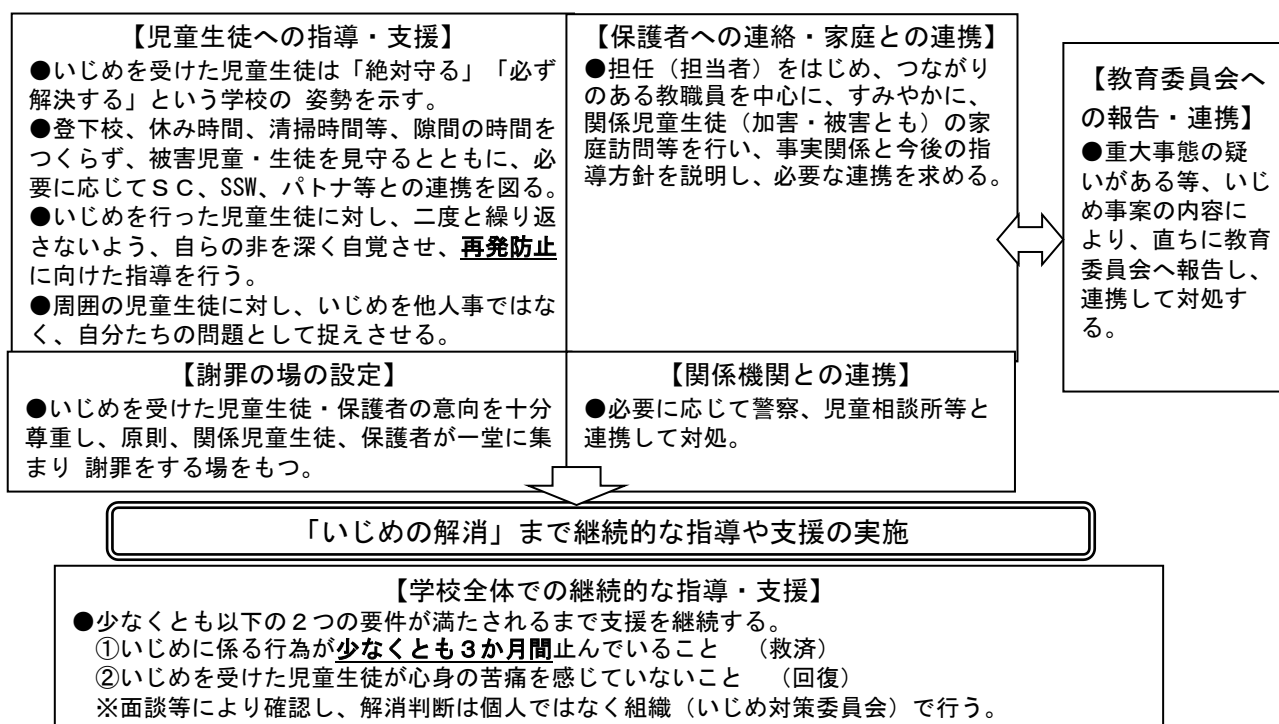 【児童生徒への指導・支援】
●いじめを受けた児童生徒は「絶対守る」「必ず
解決する」という学校の 姿勢を示す。
●登下校、休み時間、清掃時間等、隙間の時間を
つくらず、被害児童・生徒を見守るとともに、必
要に応じてＳＣ、SSW、パトナ等との連携を図る。
●いじめを行った児童生徒に対し、二度と繰り返
さないよう、自らの非を深く自覚させ、再発防止
に向けた指導を行う。
●周囲の児童生徒に対し、いじめを他人事ではな
く、自分たちの問題として捉えさせる。
【保護者への連絡・家庭との連携】
●担任（担当者）をはじめ、つながり
のある教職員を中心に、すみやかに、
関係児童生徒（加害・被害とも）の家
庭訪問等を行い、事実関係と今後の指
導方針を説明し、必要な連携を求める。
【教育委員会へ
の報告・連携】
●重大事態の疑
いがある等、いじ
め事案の内容に
より、直ちに教育
委員会へ報告し、
連携して対処す
る。
【謝罪の場の設定】
●いじめを受けた児童生徒・保護者の意向を十分
尊重し、原則、関係児童生徒、保護者が一堂に集
まり 謝罪をする場をもつ。
【関係機関との連携】
●必要に応じて警察、児童相談所等と
連携して対処。
「いじめの解消」まで継続的な指導や支援の実施
【学校全体での継続的な指導・支援】
●少なくとも以下の２つの要件が満たされるまで支援を継続する。
①いじめに係る行為が少なくとも３か月間止んでいること　（救済）
②いじめを受けた児童生徒が心身の苦痛を感じていないこと　（回復）
※面談等により確認し、解消判断は個人ではなく組織（いじめ対策委員会）で行う。